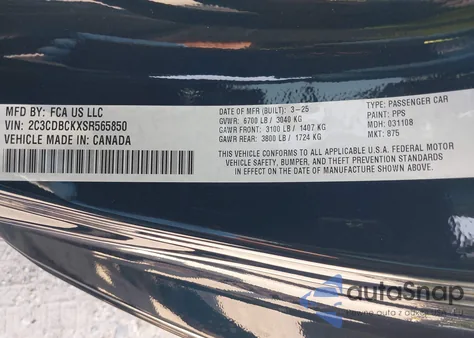 MFD BY: FCA US LLC
VIN: 2C3CDBCKXSR565850
VEHICLE MADE IN: CANADA
DATE OF MFR (BUILT): 3-25
GVWR: 6700 LB / 3040 KG
GAWR FRONT: 3100 LB / 1407 KG
GAWR REAR: 3800 LB / 1724 KG
TYPE: PASSENGER CAR
PAINT: PPS
MDH: 031108
MKT: 875
THIS VEHICLE CONFORMS TO ALL APPLICABLE U.S.A. FEDERAL MOTOR
VEHICLE SAFETY, BUMPER, AND THEFT PREVENTION STANDARDS
IN EFFECT ON THE DATE OF MANUFACTURE SHOWN ABOVE.
autoSnap